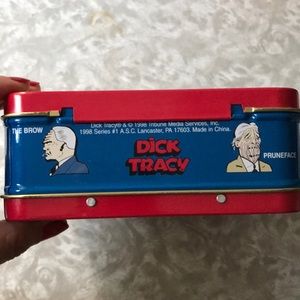 Dick Tracy® & © 1998 Tribune Media Services, Inc.
1998 Series #1 A.S.C. Lancaster, PA 17603. Made in China.
THE BROW
DICK
TRACY
PRUNEFACE